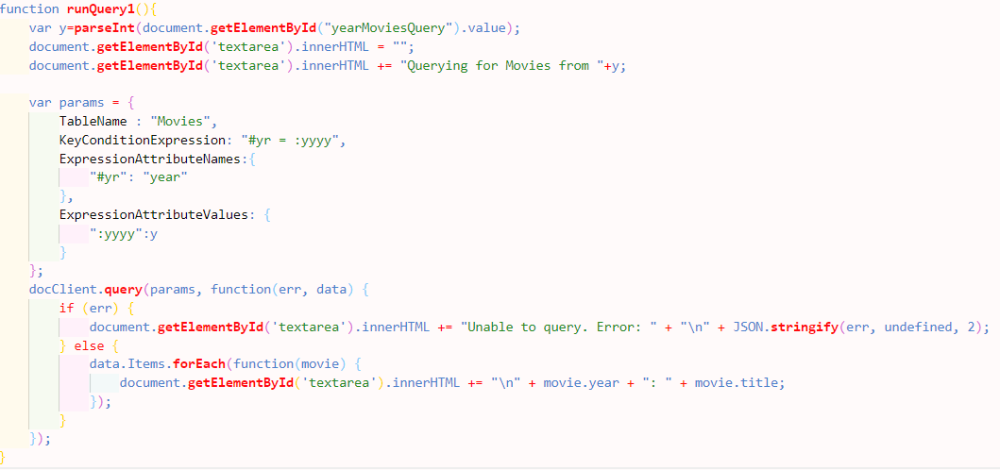 function runQuery1(){
    var y=parseInt(document.getElementById("yearMoviesQuery").value);
    document.getElementById('textarea').innerHTML = "";
    document.getElementById('textarea').innerHTML += "Querying for Movies from "+y;

    var params = {
        TableName : "Movies",
        KeyConditionExpression: "#yr = :yyyy",
        ExpressionAttributeNames:{
            "#yr": "year"
        },
        ExpressionAttributeValues: {
            ":yyyy":y
        }
    };
    docClient.query(params, function(err, data) {
        if (err) {
            document.getElementById('textarea').innerHTML += "Unable to query. Error: " + "\n" + JSON.stringify(err, undefined, 2);
        } else {
            data.Items.forEach(function(movie) {
                document.getElementById('textarea').innerHTML += "\n" + movie.year + ": " + movie.title;
            });
        }
    });
}